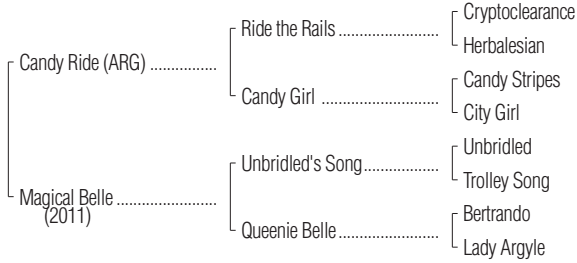 Cryptoclearance
Ride the Rails ........................
Herbalesian
Candy Ride (ARG) ................
Candy Stripes
Candy Girl ............................
City Girl
Unbridled
Unbridled's Song..................
Trolley Song
Magical Belle ........................
(2011)
Bertrando
Queenie Belle ........................
Lady Argyle